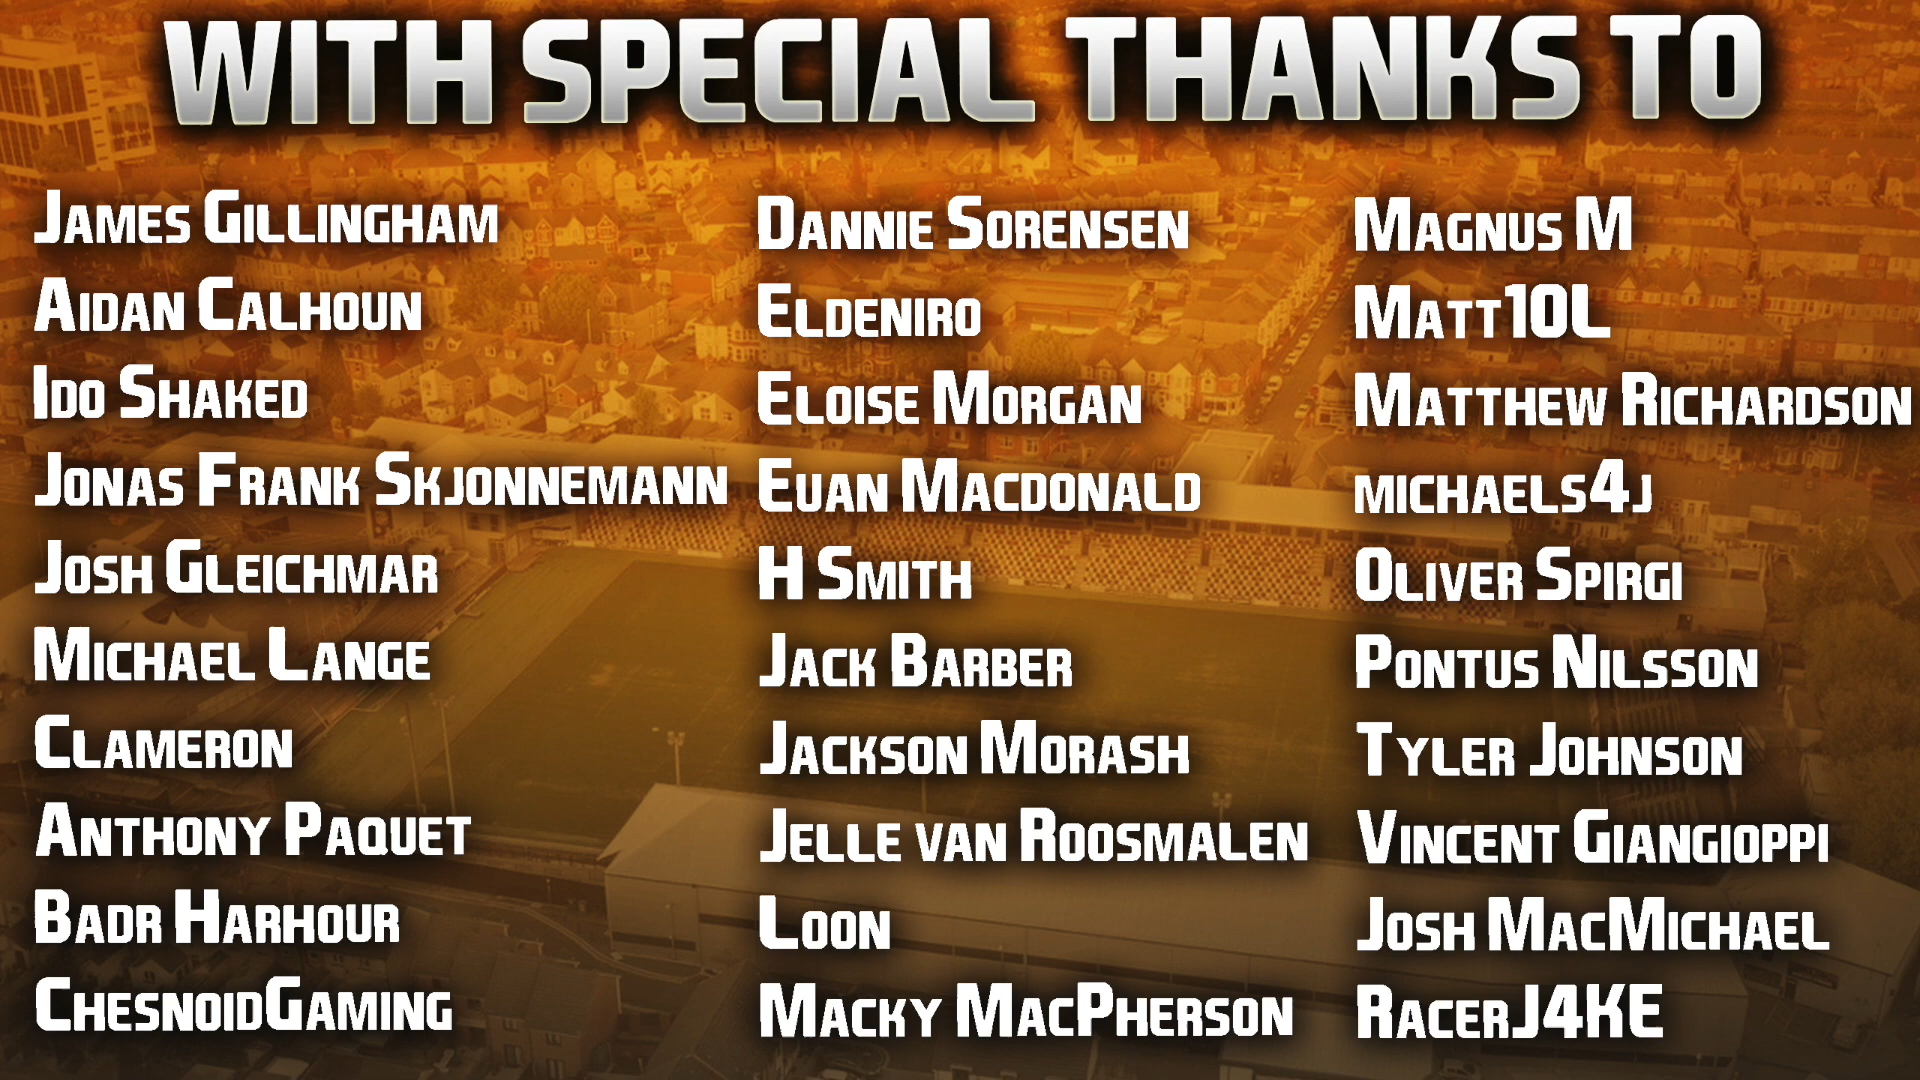 WITH SPECIAL THANKS TO
James Gillingham
Aidan Calhoun
Ido Shaked
Jonas Frank Skjonnemann
Josh Gleichmar
Michael Lange
Clameron
Anthony Paquet
Badr Harhour
ChesnoidGaming
Dannie Sorensen
Eldeniro
Eloise Morgan
Euan Macdonald
H Smith
Jack Barber
Jackson Morash
Jelle van Roosmalen
Loon
Macky MacPherson
Magnus M
Matt10L
Matthew Richardson
michaels4j
Oliver Spirgi
Pontus Nilsson
Tyler Johnson
Vincent Giangioppi
Josh MacMichael
RacerJ4KE